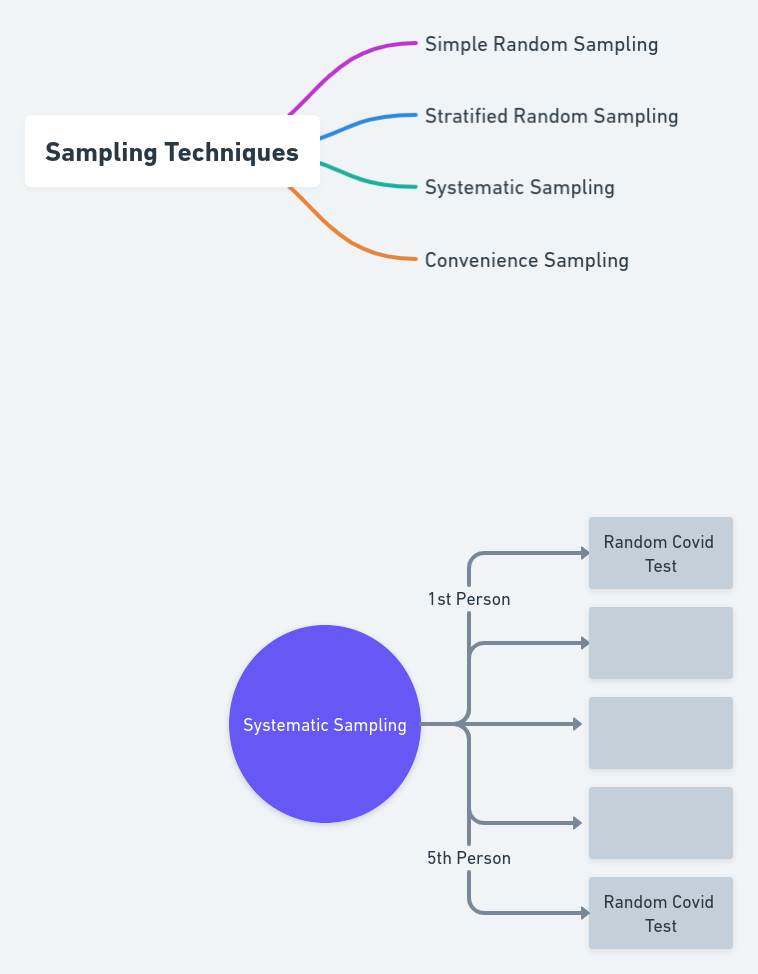 Simple Random Sampling
Stratified Random Sampling
Sampling Techniques
Systematic Sampling
Convenience Sampling
Random Covid
Test
1st Person
Systematic Sampling
5th Person
Random Covid
Test